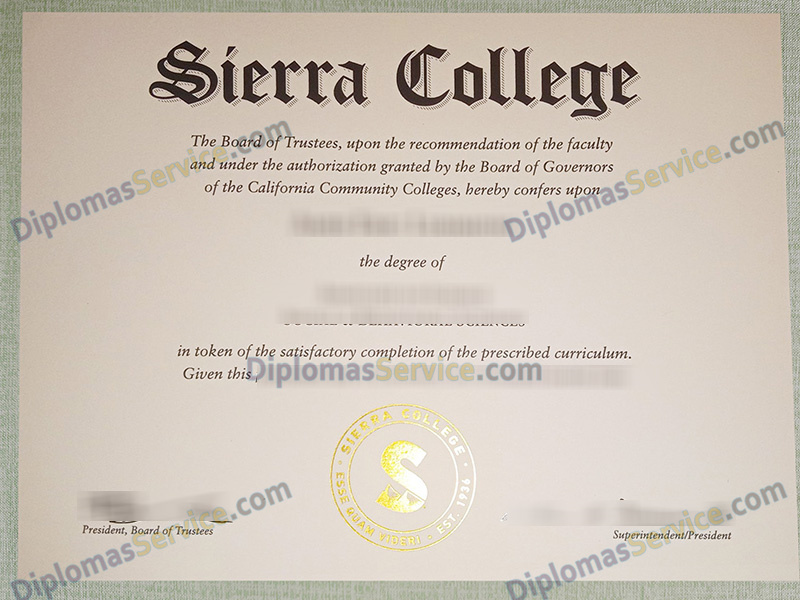 Sierra College
The Board of Trustees, upon the recommendation of the faculty
and under the authorization granted by the Board of Governors
of the California Community Colleges, hereby confers upon
the degree of
SOCIAL & BEHAVIORAL SCIENCES
in token of the satisfactory completion of the prescribed curriculum.
Given this
SIERRA COLLEGE
ESSE QUAM VIDERI · EST. 1936
S
President, Board of Trustees
Superintendent/President
DiplomasService.com
DiplomasService.com
DiplomasService.com
DiplomasService.com
DiplomasService.com